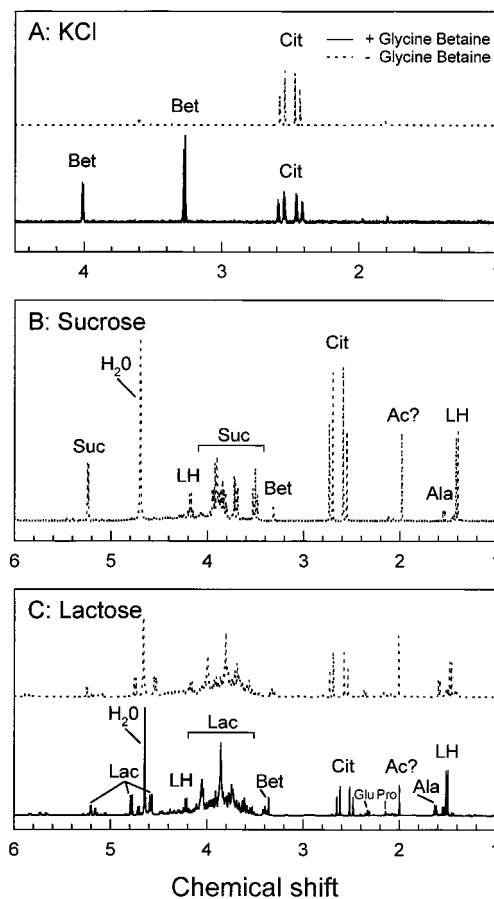 A: KCl
Cit
+ Glycine Betaine
- Glycine Betaine
Bet
Bet
Cit
4 3 2
B: Sucrose
H20
Cit
Suc
Suc
LH
Bet
Ac?
Ala
LH
6 5 4 3 2 1
C: Lactose
H20
Lac
Lac
LH
Bet
Cit
Glu Pro
Ac?
Ala
LH
6 5 4 3 2 1
Chemical shift